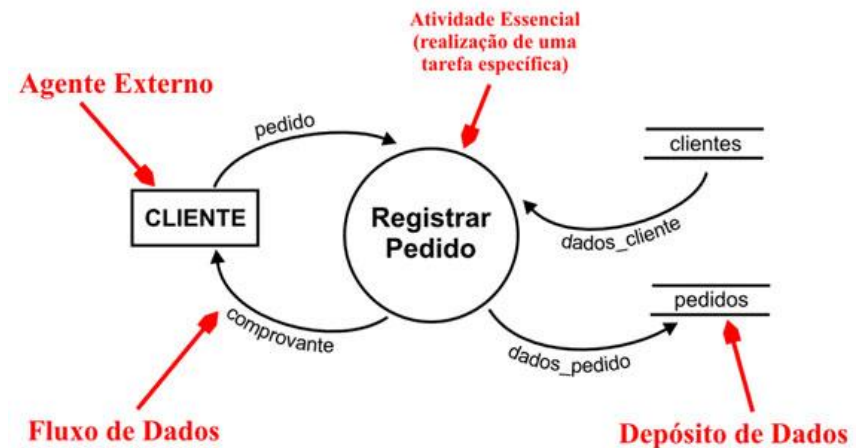 Atividade Essencial
(realização de uma
tarefa específica)
Agente Externo
pedido
clientes
CLIENTE
Registrar
Pedido
dados_cliente
pedidos
comprovante
dados_pedido
Fluxo de Dados
Depósito de Dados